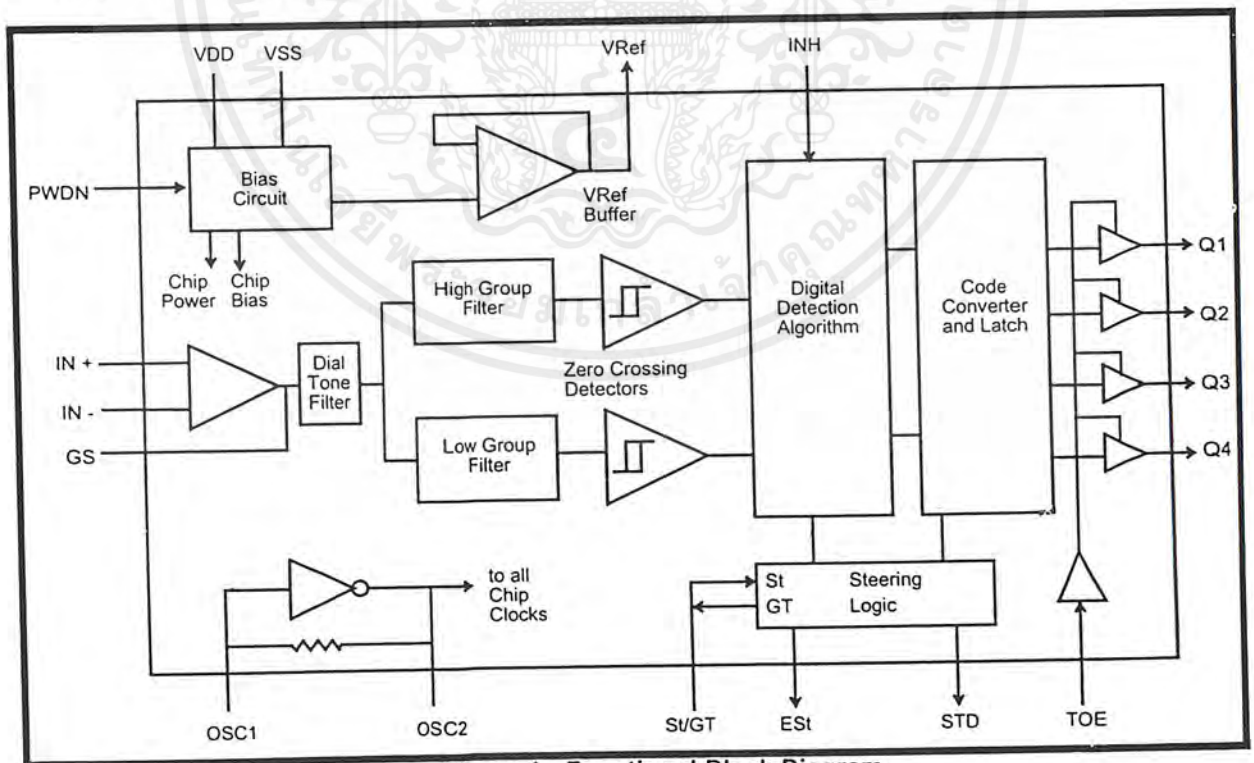 VDD
VSS
VRef
INH
PWDN
Bias
Circuit
VRef
Buffer
Chip
Power
Chip
Bias
High Group
Filter
Digital
Detection
Algorithm
Code
Converter
and Latch
Q1
Q2
Q3
Q4
IN +
IN -
GS
Dial
Tone
Filter
Zero Crossing
Detectors
Low Group
Filter
to all
Chip
Clocks
St
GT
Steering
Logic
OSC1
OSC2
St/GT
ESt
STD
TOE
Functional Block Diagram